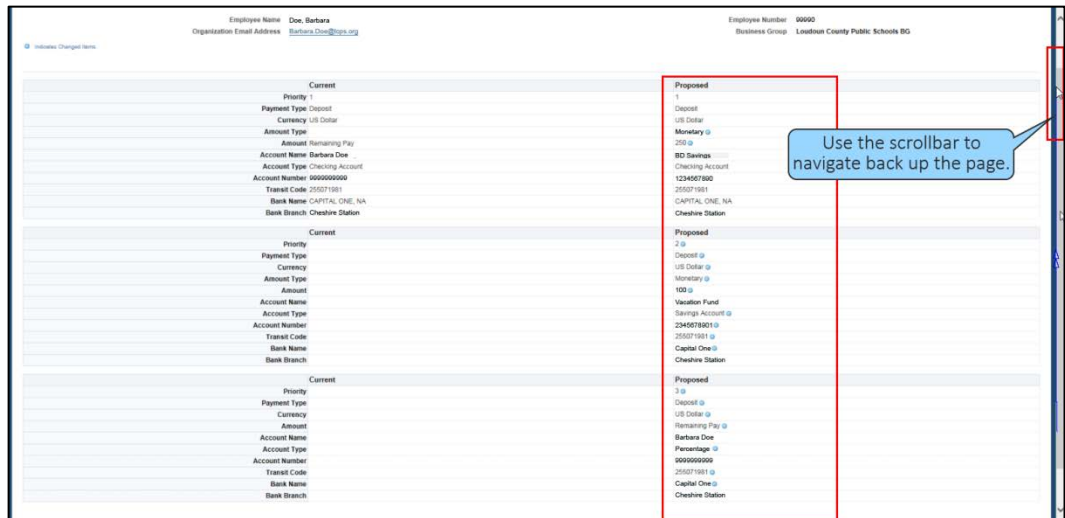 Employee Name Doe, Barbara Employee Number 99990
Organization Email Address Barbara.Doe@lcps.org Business Group Loudoun County Public Schools BG
Indicates Changed Items.
Current Proposed
Priority 1 1
Payment Type Deposit Deposit
Currency US Dollar US Dollar
Amount Type Monetary
Amount Remaining Pay 250
Account Name Barbara Doe BD Savings
Account Type Checking Account Checking Account
Account Number 9999999999 1234567890
Transit Code 255071981 255071981
Bank Name CAPITAL ONE, NA CAPITAL ONE, NA
Bank Branch Cheshire Station Cheshire Station
Use the scrollbar to
navigate back up the page.
Current Proposed
Priority 2
Payment Type Deposit
Currency US Dollar
Amount Type Monetary
Amount 100
Account Name Vacation Fund
Account Type Savings Account
Account Number 2345678901
Transit Code 255071981
Bank Name Capital One
Bank Branch Cheshire Station
Current Proposed
Priority 3
Payment Type Deposit
Currency US Dollar
Amount Remaining Pay
Account Name Barbara Doe
Account Type Percentage
Account Number 9999999999
Transit Code 255071981
Bank Name Capital One
Bank Branch Cheshire Station